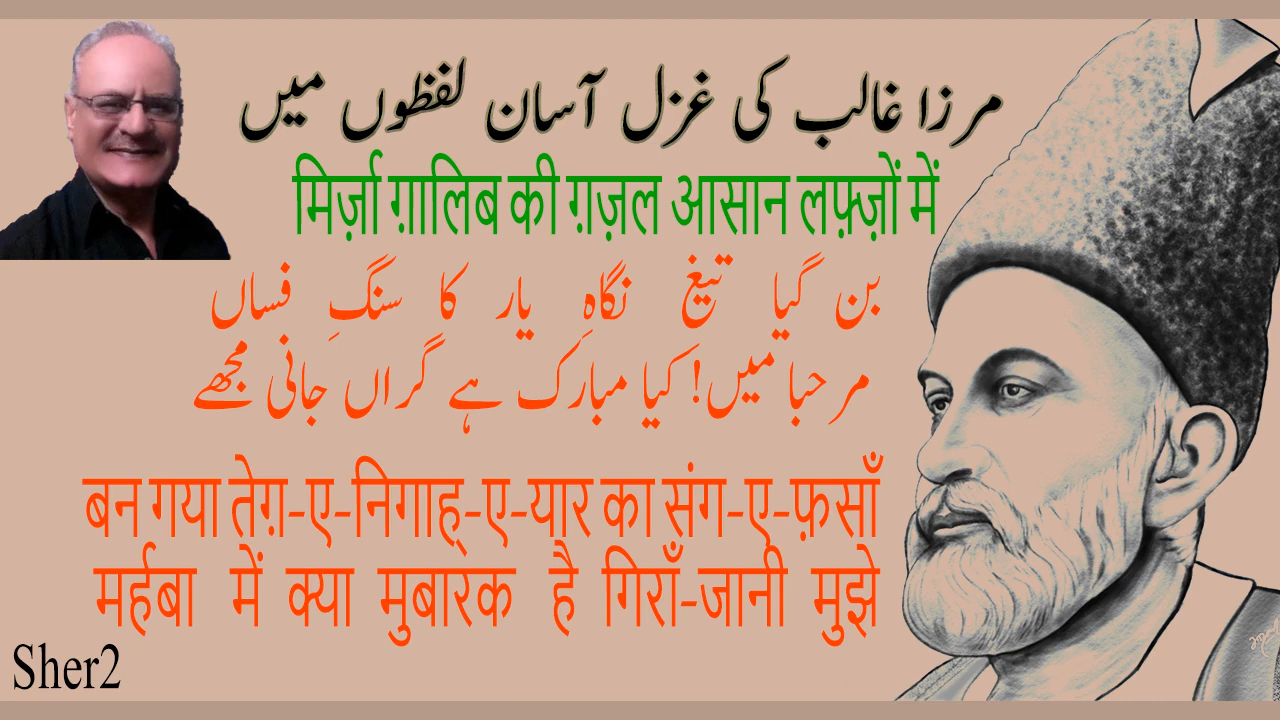 مرزا غالب کی غزل آسان لفظوں میں
मिर्ज़ा ग़ालिब की ग़ज़ल आसान लफ़्ज़ों में
بن گیا تیغِ نگاہِ یار کا سنگِ فساں
مرحبا میں! کیا مبارک ہے گراں جانی مجھے
बन गया तेग़-ए-निगाह्-ए-यार का संग-ए-फ़साँ
मर्हबा में क्या मुबारक है गिराँ-जानी मुझे
Sher2